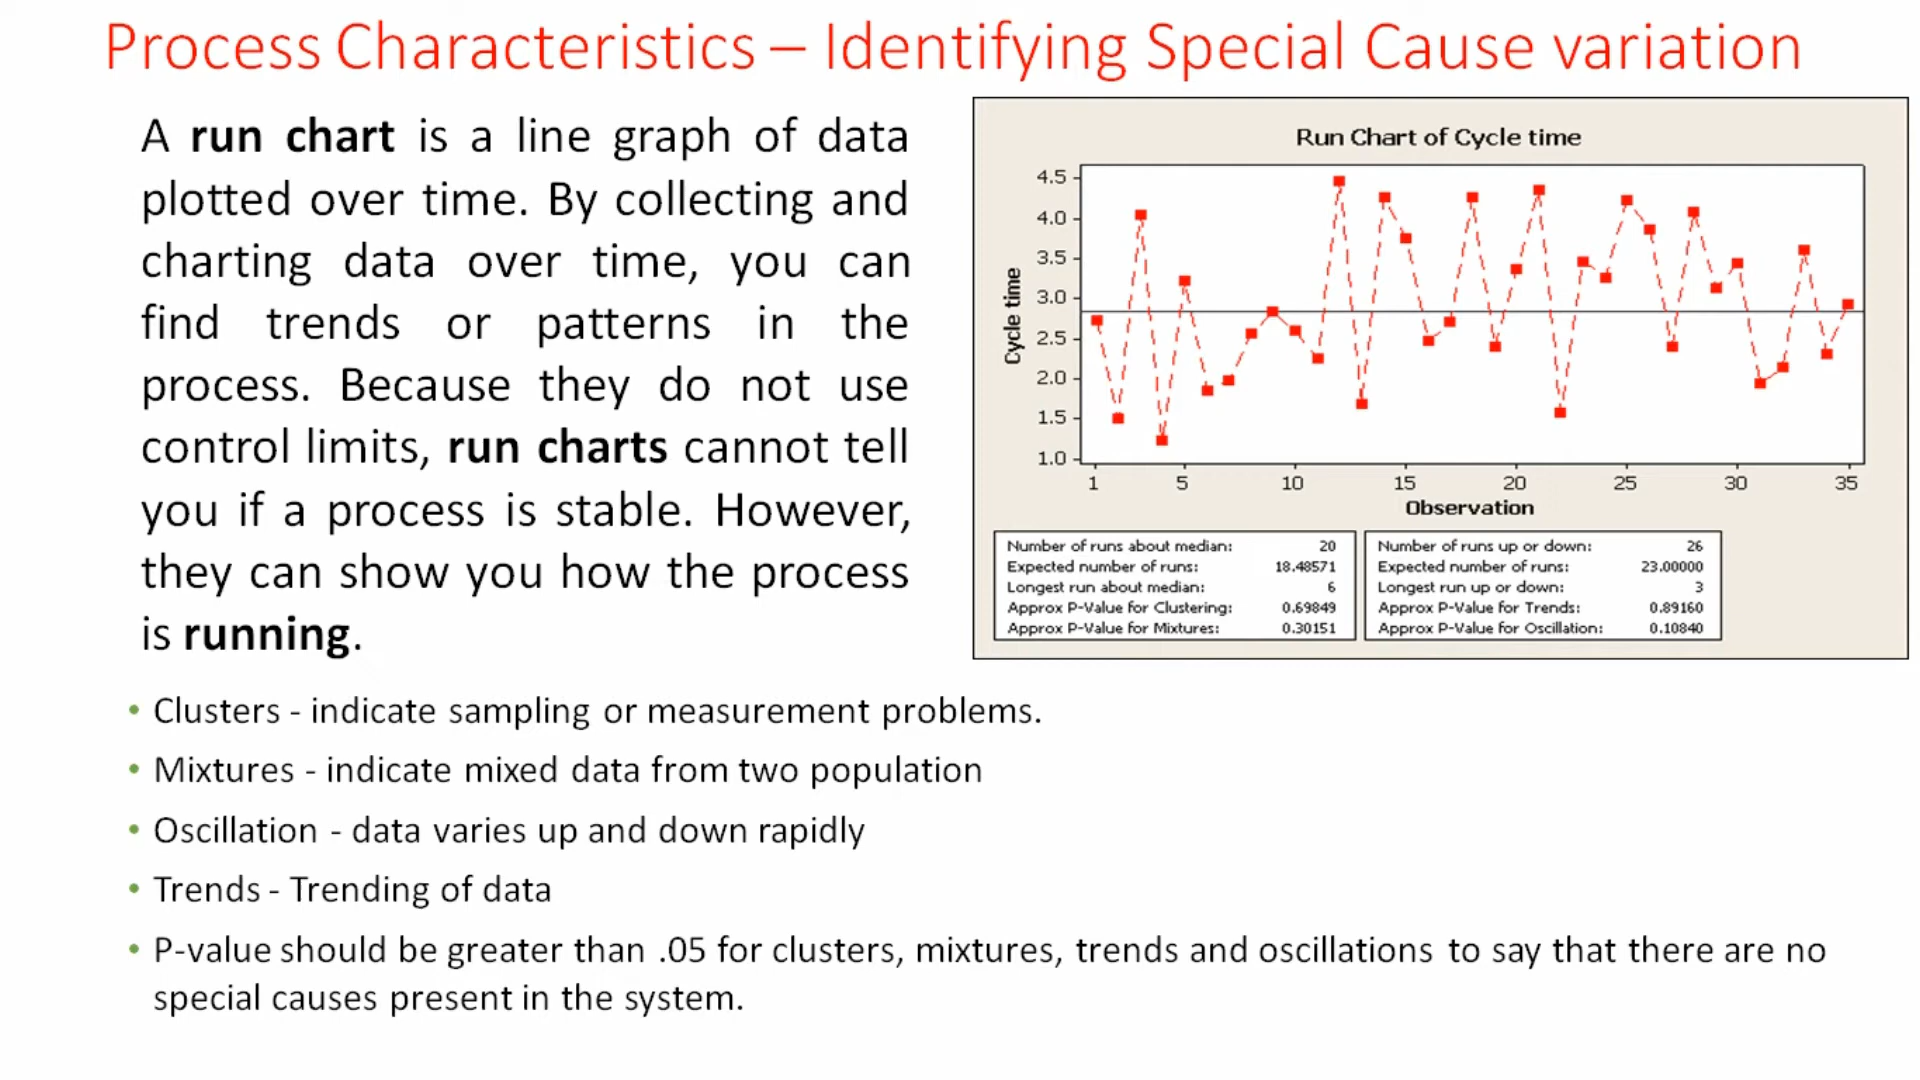 Process Characteristics – Identifying Special Cause variation
A run chart is a line graph of data
plotted over time. By collecting and
charting data over time, you can
find trends or patterns in the
process. Because they do not use
control limits, run charts cannot tell
you if a process is stable. However,
they can show you how the process
is running.
Run Chart of Cycle time
4.5
4.0
3.5
3.0
2.5
2.0
1.5
1.0
Cycle time
1 5 10 15 20 25 30 35
Observation
Number of runs about median: 20
Expected number of runs: 18.48571
Longest run about median: 6
Approx P-Value for Clustering: 0.69849
Approx P-Value for Mixtures: 0.30151
Number of runs up or down: 26
Expected number of runs: 23.00000
Longest run up or down: 3
Approx P-Value for Trends: 0.89160
Approx P-Value for Oscillation: 0.10840
• Clusters - indicate sampling or measurement problems.
• Mixtures - indicate mixed data from two population
• Oscillation - data varies up and down rapidly
• Trends - Trending of data
• P-value should be greater than .05 for clusters, mixtures, trends and oscillations to say that there are no
special causes present in the system.